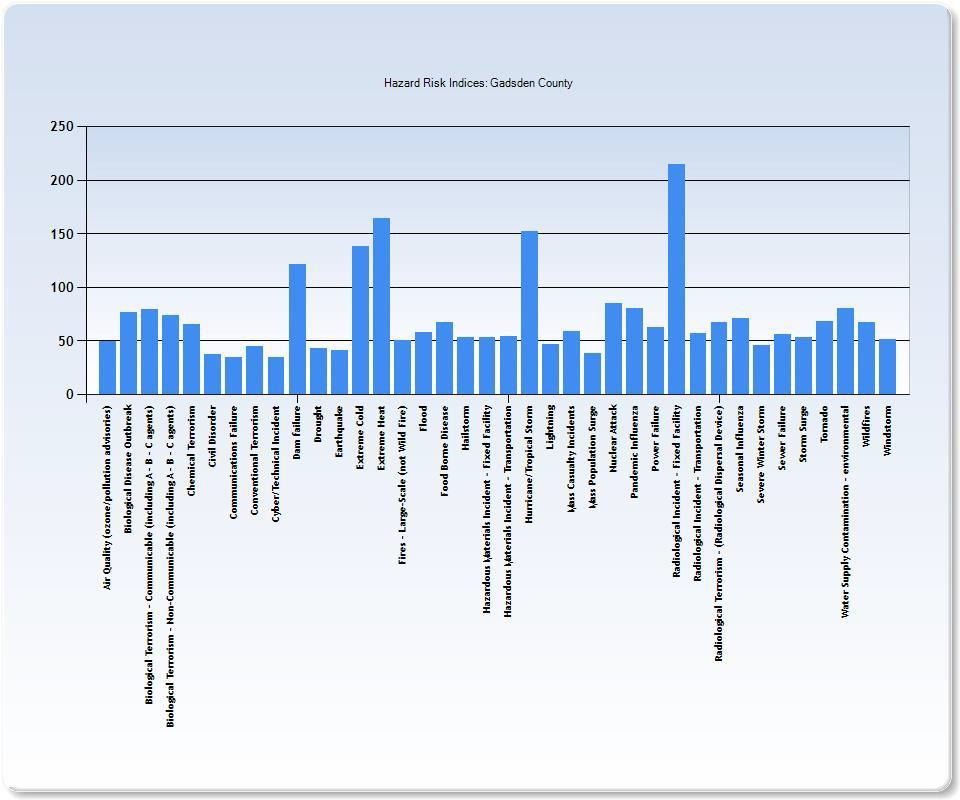 Hazard Risk Indices: Gadsden County
250
200
150
100
50
0
Air Quality (ozone/pollution advisories)
Biological Disease Outbreak
Biological Terrorism - Communicable (including A - B - C agents)
Biological Terrorism - Non-Communicable (including A - B - C agents)
Chemical Terrorism
Civil Disorder
Communications Failure
Conventional Terrorism
Cyber/Technical Incident
Dam failure
Drought
Earthquake
Extreme Cold
Extreme Heat
Fires - Large-Scale (not Wild Fire)
Flood
Food Borne Disease
Hailstorm
Hazardous Materials Incident - Fixed Facility
Hazardous Materials Incident - Transportation
Hurricane/Tropical Storm
Lightning
Mass Casualty Incidents
Mass Population Surge
Nuclear Attack
Pandemic Influenza
Power Failure
Radiological Incident - Fixed Facility
Radiological Incident - Transportation
Radiological Terrorism - (Radiological Dispersal Device)
Seasonal Influenza
Severe Winter Storm
Sewer Failure
Storm Surge
Tornado
Water Supply Contamination - environmental
Wildfires
Windstorm